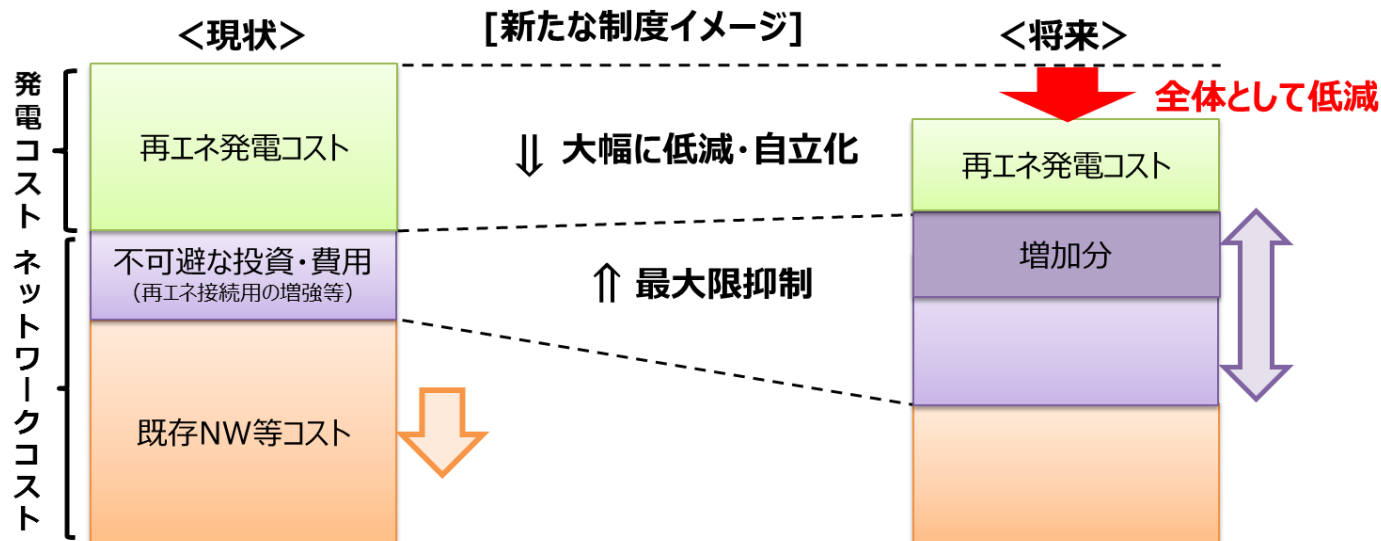 <現状>
[新たな制度イメージ]
<将来>
発電コスト
全体として低減
再エネ発電コスト
⇓ 大幅に低減・自立化
再エネ発電コスト
ネットワークコスト
不可避な投資・費用
（再エネ接続用の増強等）
⇑ 最大限抑制
増加分
既存NW等コスト